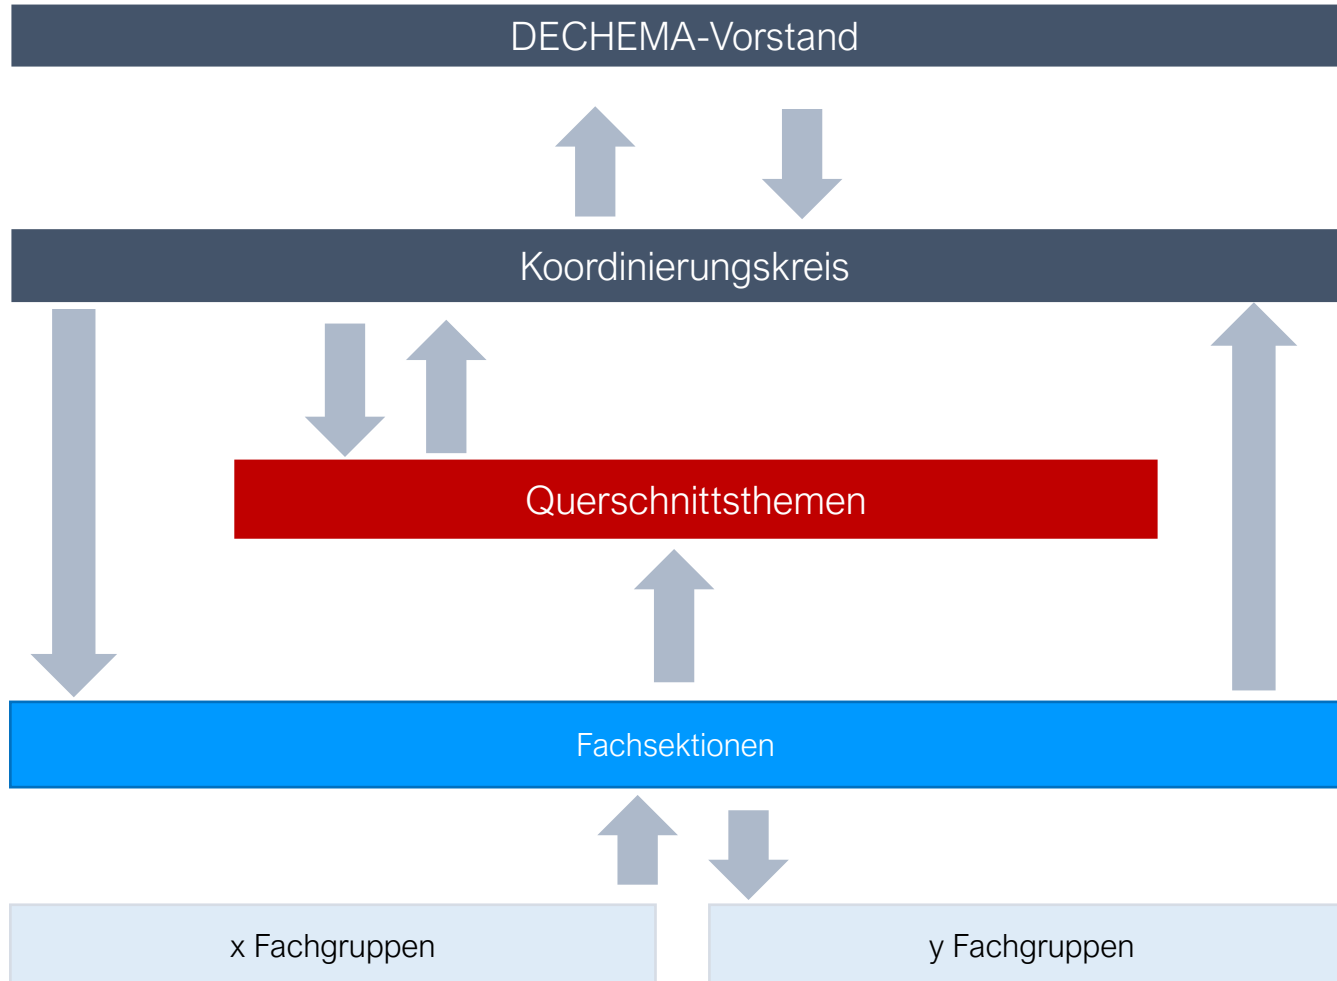 DECHEMA-Vorstand
Koordinierungskreis
Querschnittsthemen
Fachsektionen
x Fachgruppen
y Fachgruppen